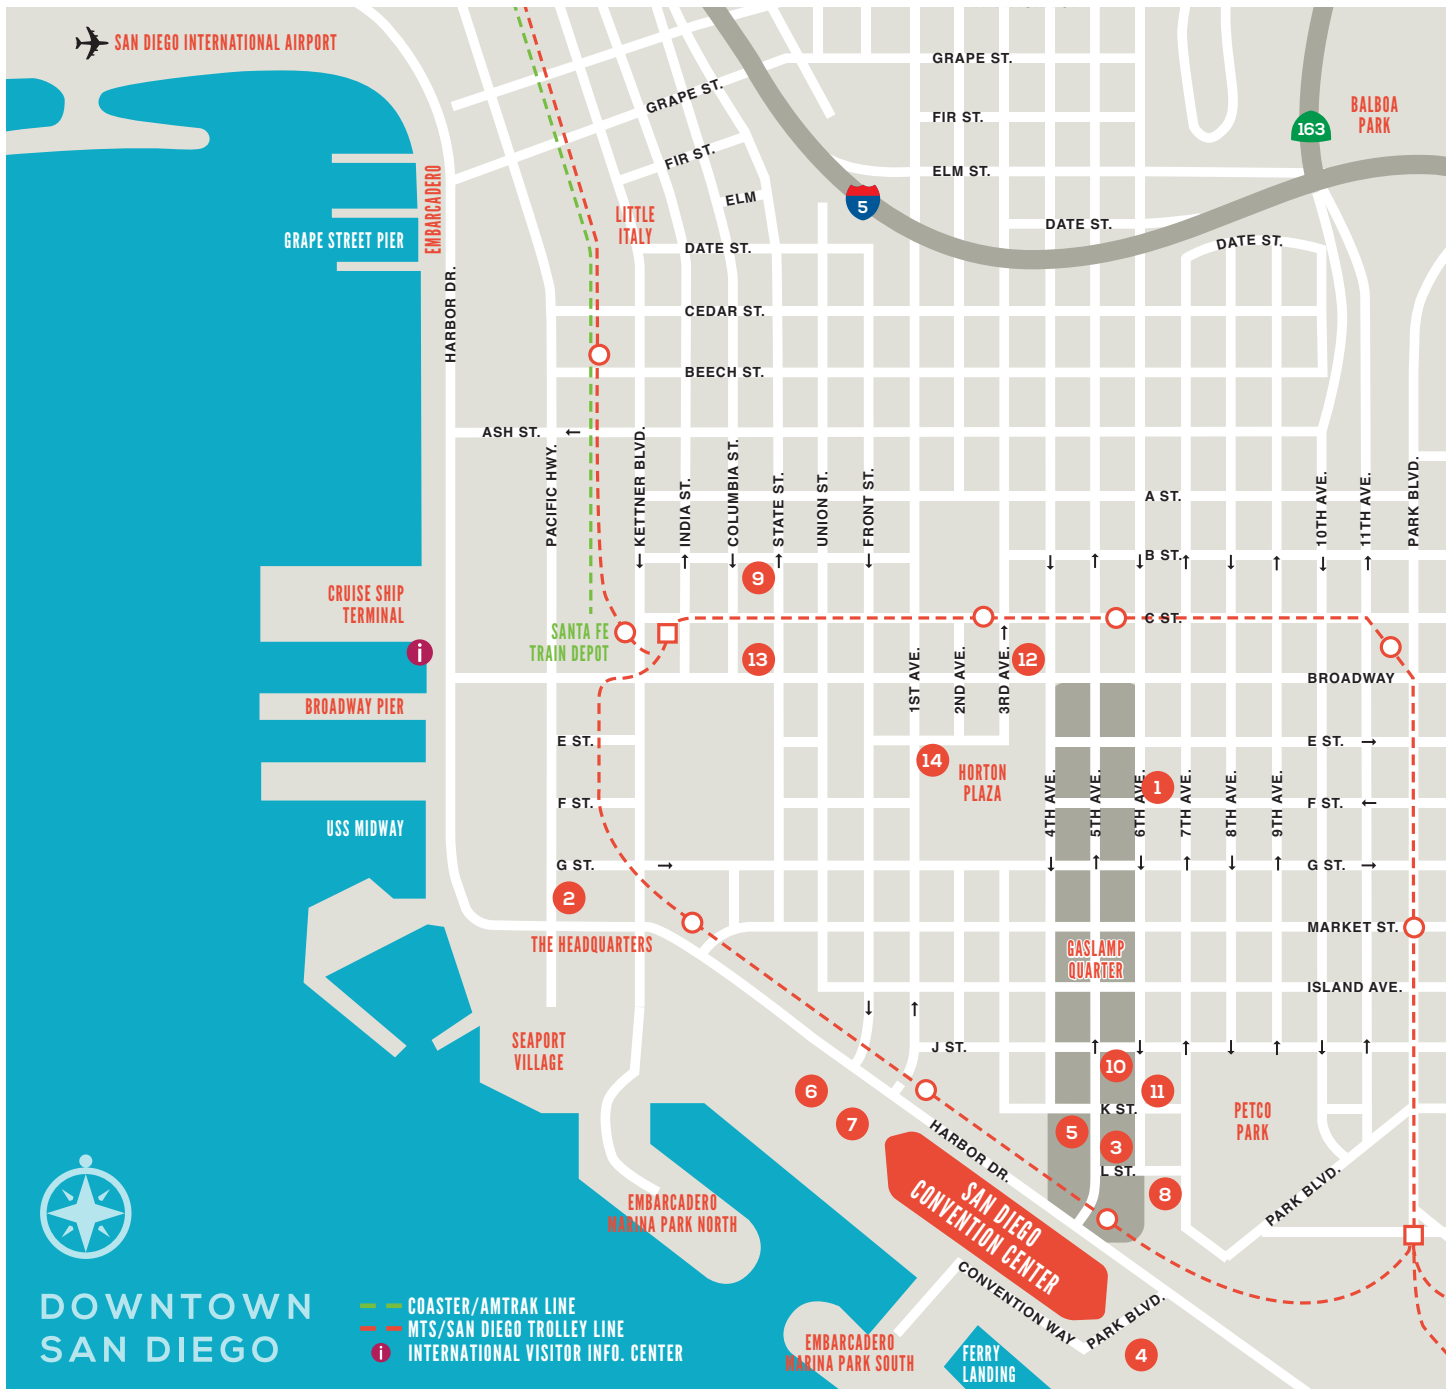 SAN DIEGO INTERNATIONAL AIRPORT
GRAPE ST.
GRAPE ST.
BALBOA
PARK
163
FIR ST.
FIR ST.
ELM ST.
ELM
5
EMBARCADERO
LITTLE
ITALY
DATE ST.
DATE ST.
DATE ST.
GRAPE STREET PIER
HARBOR DR.
CEDAR ST.
BEECH ST.
ASH ST.
PACIFIC HWY.
KETTNER BLVD.
INDIA ST.
COLUMBIA ST.
STATE ST.
UNION ST.
FRONT ST.
A ST.
10TH AVE.
11TH AVE.
PARK BLVD.
B ST.
9
CRUISE SHIP
TERMINAL
C ST.
SANTA FE
TRAIN DEPOT
i
13
12
1ST AVE.
2ND AVE.
3RD AVE.
BROADWAY
BROADWAY PIER
E ST.
E ST.
14
HORTON
PLAZA
1
4TH AVE.
5TH AVE.
6TH AVE.
7TH AVE.
8TH AVE.
9TH AVE.
F ST.
F ST.
USS MIDWAY
G ST.
G ST.
2
THE HEADQUARTERS
MARKET ST.
GASLAMP
QUARTER
ISLAND AVE.
SEAPORT
VILLAGE
J ST.
10
6
11
7
K ST.
5
3
PETCO
PARK
HARBOR DR.
L ST.
8
SAN DIEGO
CONVENTION CENTER
PARK BLVD.
EMBARCADERO
MARINA PARK NORTH
CONVENTION WAY
PARK BLVD.
4
EMBARCADERO
MARINA PARK SOUTH
FERRY
LANDING
DOWNTOWN
SAN DIEGO
COASTER/AMTRAK LINE
MTS/SAN DIEGO TROLLEY LINE
i INTERNATIONAL VISITOR INFO. CENTER